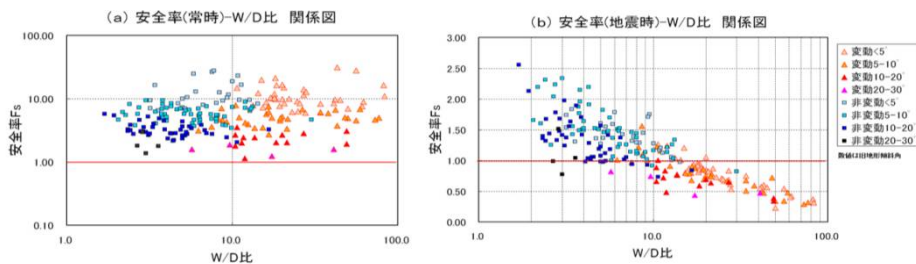 (a) 安全率(常時)-W/D比 関係図
安全率Fs
100.00
10.00
1.00
0.10
1.0
10.0
100.0
W/D比
(b) 安全率(地震時)-W/D比 関係図
安全率Fs
3.00
2.50
2.00
1.50
1.00
0.50
0.00
1.0
10.0
100.0
W/D比
変動<5°
変動5-10°
変動10-20°
変動20-30°
非変動<5°
非変動5-10°
非変動10-20°
非変動20-30°
数値は旧地形傾斜角